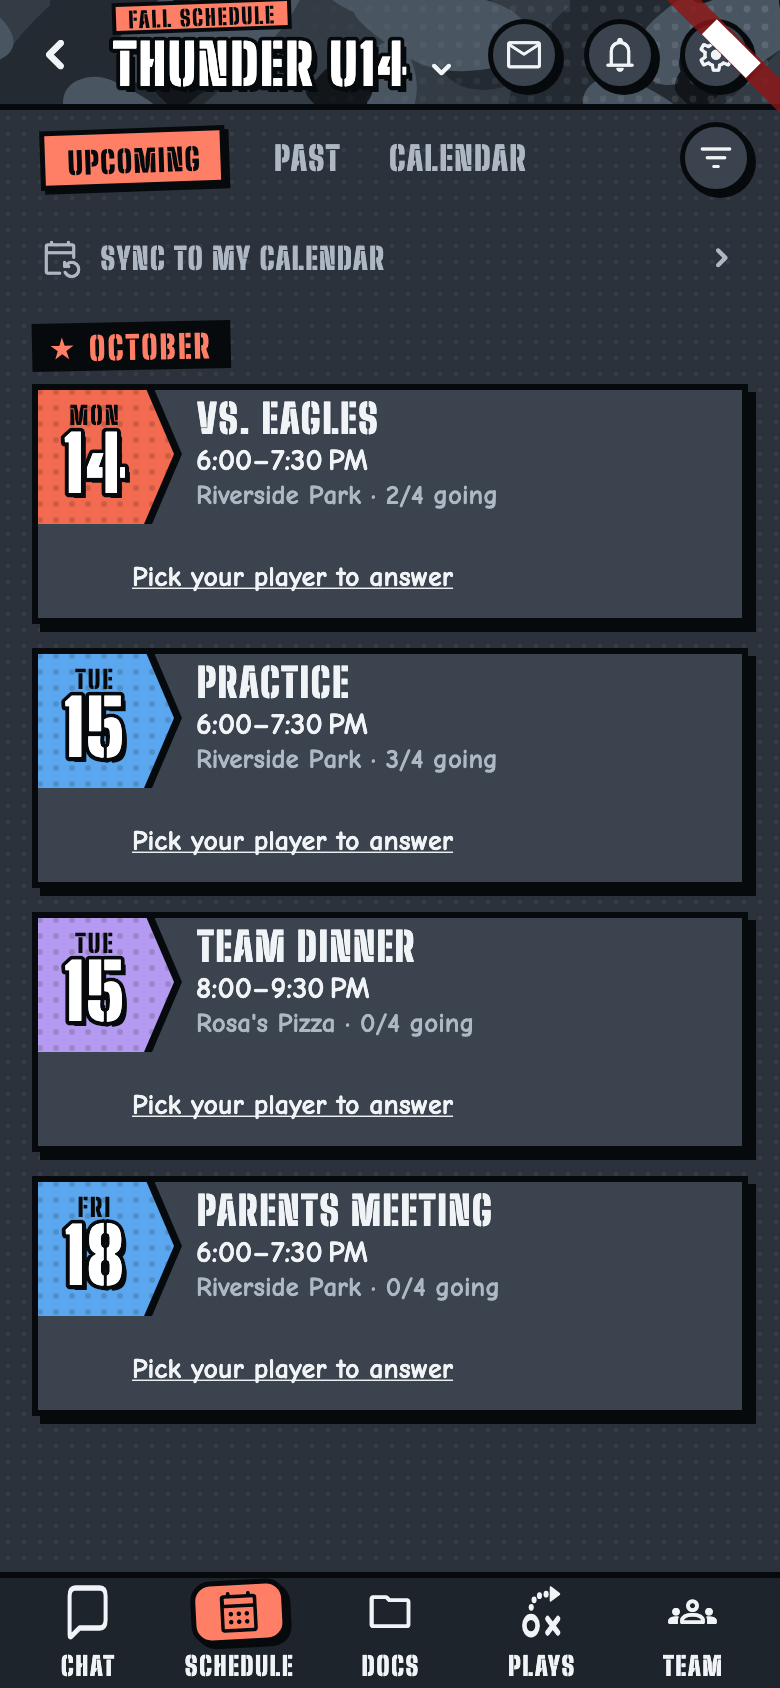 FALL SCHEDULE
THUNDER U14
UPCOMING
PAST
CALENDAR
SYNC TO MY CALENDAR
★ OCTOBER
MON
14
VS. EAGLES
6:00–7:30 PM
Riverside Park · 2/4 going
Pick your player to answer
TUE
15
PRACTICE
6:00–7:30 PM
Riverside Park · 3/4 going
Pick your player to answer
TUE
15
TEAM DINNER
8:00–9:30 PM
Rosa's Pizza · 0/4 going
Pick your player to answer
FRI
18
PARENTS MEETING
6:00–7:30 PM
Riverside Park · 0/4 going
Pick your player to answer
CHAT
SCHEDULE
DOCS
PLAYS
TEAM